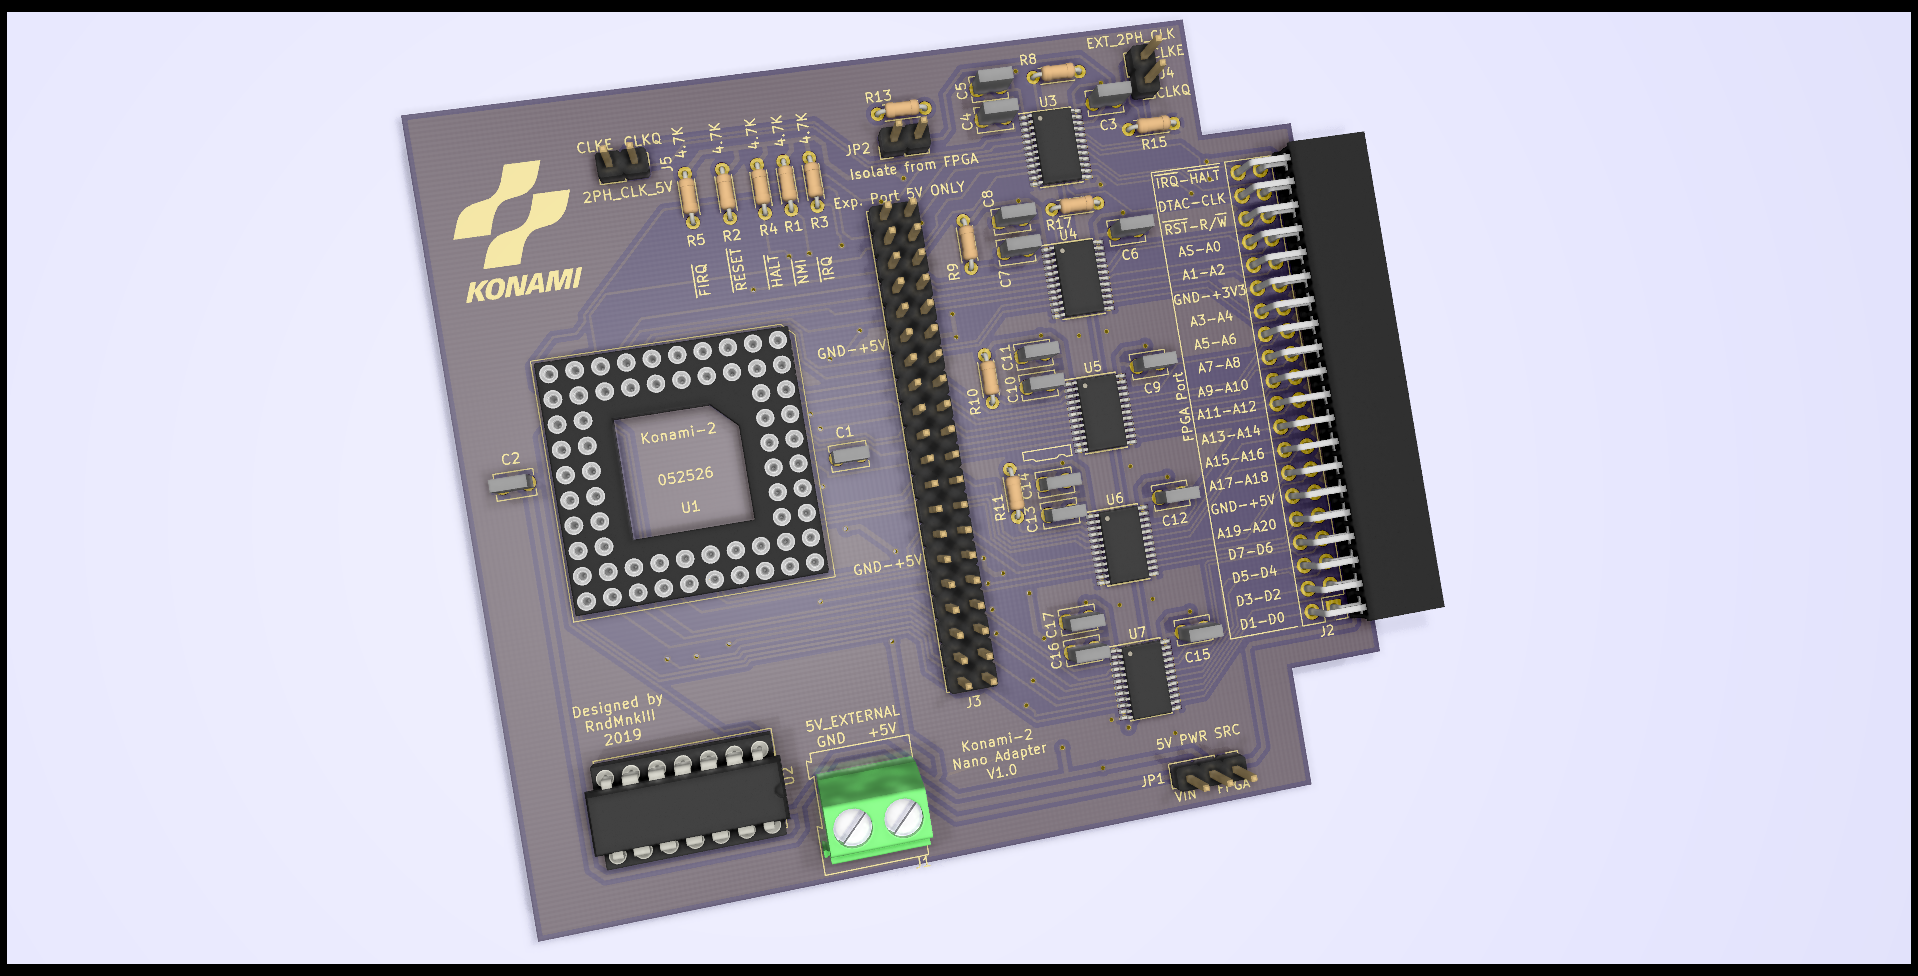 EXT_2PH_CLK
CLKE
J4
CLKQ
R8
C5
C4
U3
C3
R15
R13
JP2
Isolate from FPGA
CLKE CLKQ
J5
2PH_CLK_5V
4.7K
4.7K
4.7K
4.7K
4.7K
R5
R2
R4
R1
R3
FIRQ
RESET
HALT
NMI
IRQ
KONAMI
Exp. Port 5V ONLY
C8
R17
U4
C6
R9
C7
IRQ-HALT
DTAC-CLK
RST-R/W
AS-A0
A1-A2
GND-+3V3
A3-A4
A5-A6
A7-A8
A9-A10
A11-A12
A13-A14
A15-A16
A17-A18
GND-+5V
A19-A20
D7-D6
D5-D4
D3-D2
D1-D0
FPGA Port
J2
GND-+5V
C11
C10
R10
U5
C9
Konami-2
052526
U1
C1
C2
R11
C14
C13
U6
C12
GND-+5V
C17
C16
U7
C15
J3
Designed by
RndMnkIII
2019
U2
5V_EXTERNAL
GND +5V
J1
Konami-2
Nano Adapter
V1.0
5V PWR SRC
JP1
VIN FPGA